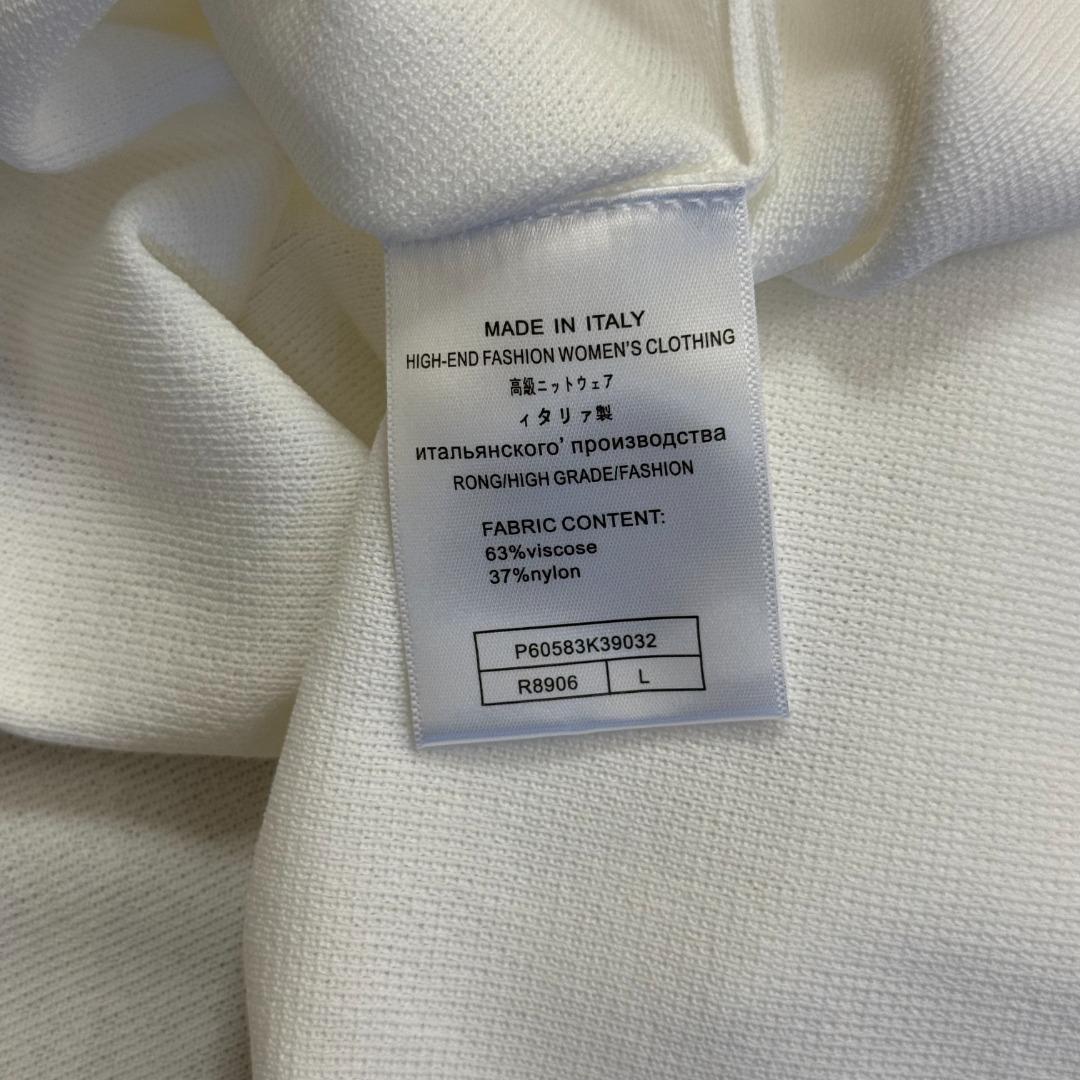 MADE IN ITALY
HIGH-END FASHION WOMEN'S CLOTHING
高級ニットウェア
ィタリァ製
итальянского' производства
RONG/HIGH GRADE/FASHION
FABRIC CONTENT:
63%viscose
37%nylon
P60583K39032
R8906 L